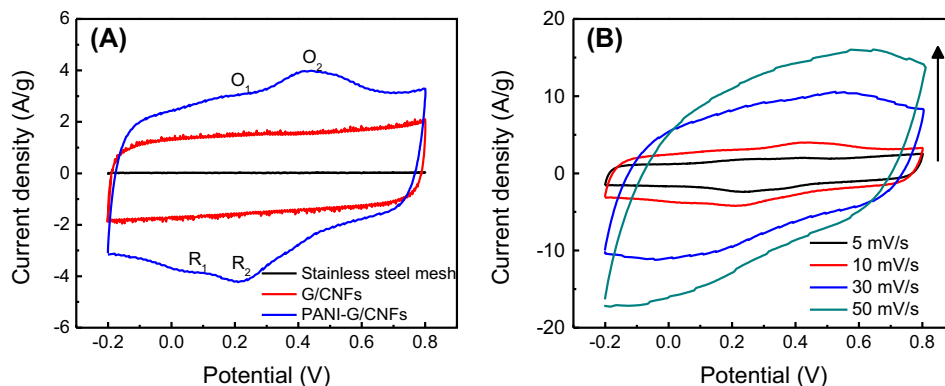 (A)
6
4
2
0
-2
-4
-6
Current density (A/g)
O1
O2
R1
R2
Stainless steel mesh
G/CNFs
PANI-G/CNFs
-0.2 0.0 0.2 0.4 0.6 0.8
Potential (V)
(B)
20
10
0
-10
-20
Current density (A/g)
5 mV/s
10 mV/s
30 mV/s
50 mV/s
-0.2 0.0 0.2 0.4 0.6 0.8
Potential (V)